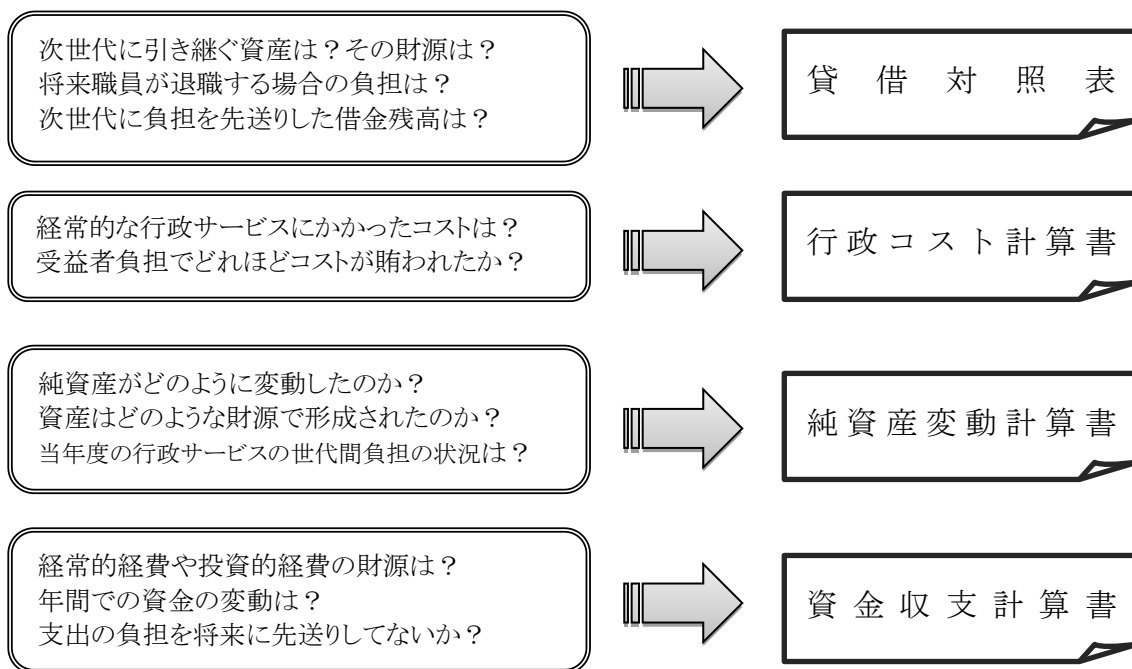 次世代に引き継ぐ資産は？その財源は？
将来職員が退職する場合の負担は？
次世代に負担を先送りした借金残高は？
貸借対照表
経常的な行政サービスにかかったコストは？
受益者負担でどれほどコストが賄われたか？
行政コスト計算書
純資産がどのように変動したのか？
資産はどのような財源で形成されたのか？
当年度の行政サービスの世代間負担の状況は？
純資産変動計算書
経常的経費や投資的経費の財源は？
年間での資金の変動は？
支出の負担を将来に先送りしてないか？
資金収支計算書